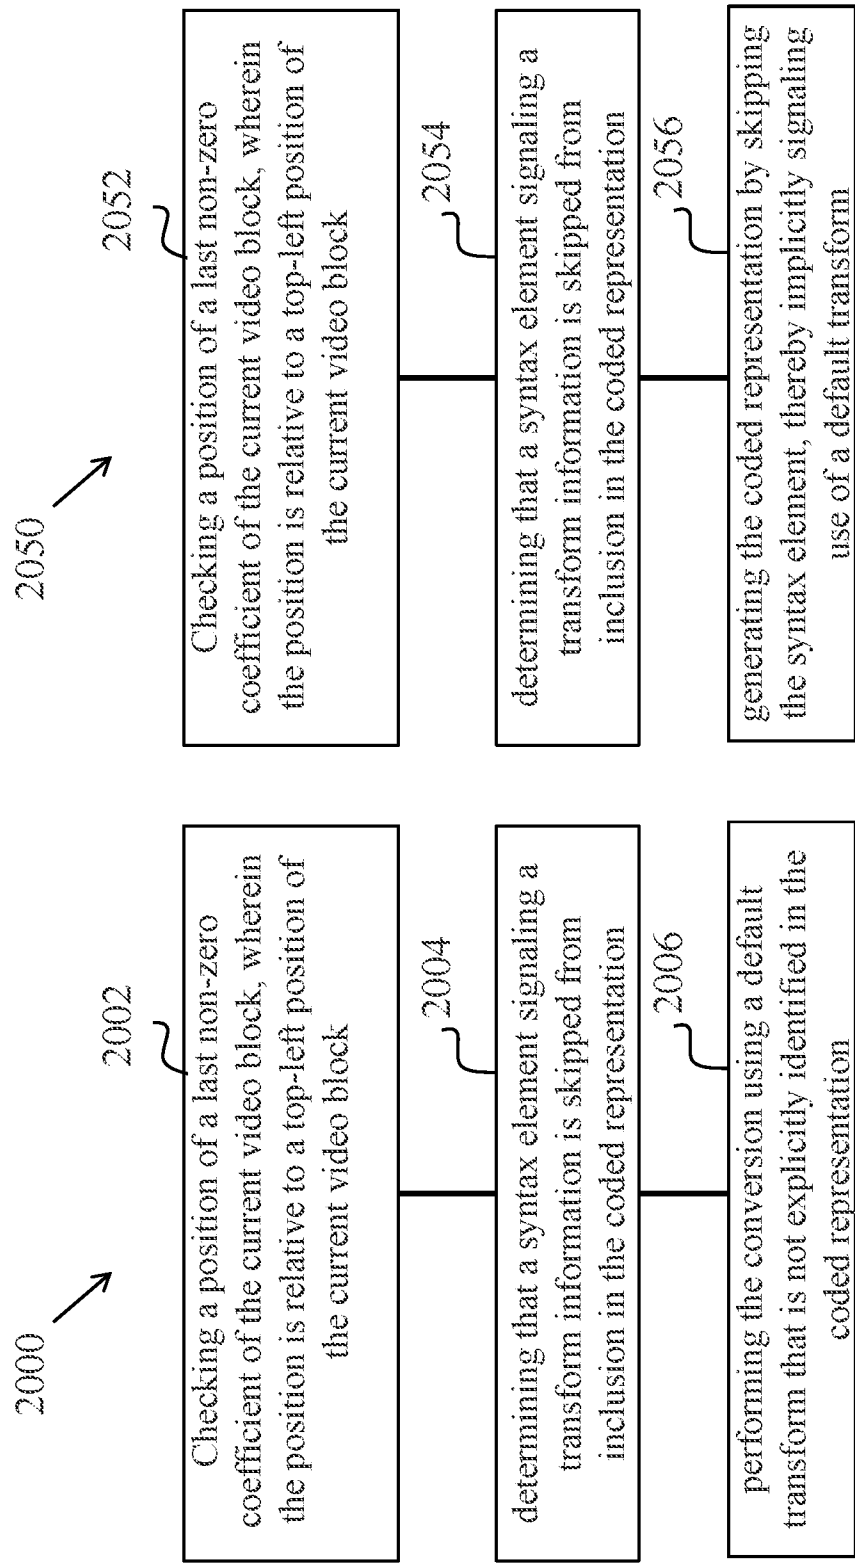 2000
2002
Checking a position of a last non-zero
coefficient of the current video block, wherein
the position is relative to a top-left position of
the current video block
2004
determining that a syntax element signaling a
transform information is skipped from
inclusion in the coded representation
2006
performing the conversion using a default
transform that is not explicitly identified in the
coded representation
2050
2052
Checking a position of a last non-zero
coefficient of the current video block, wherein
the position is relative to a top-left position of
the current video block
2054
determining that a syntax element signaling a
transform information is skipped from
inclusion in the coded representation
2056
generating the coded representation by skipping
the syntax element, thereby implicitly signaling
use of a default transform